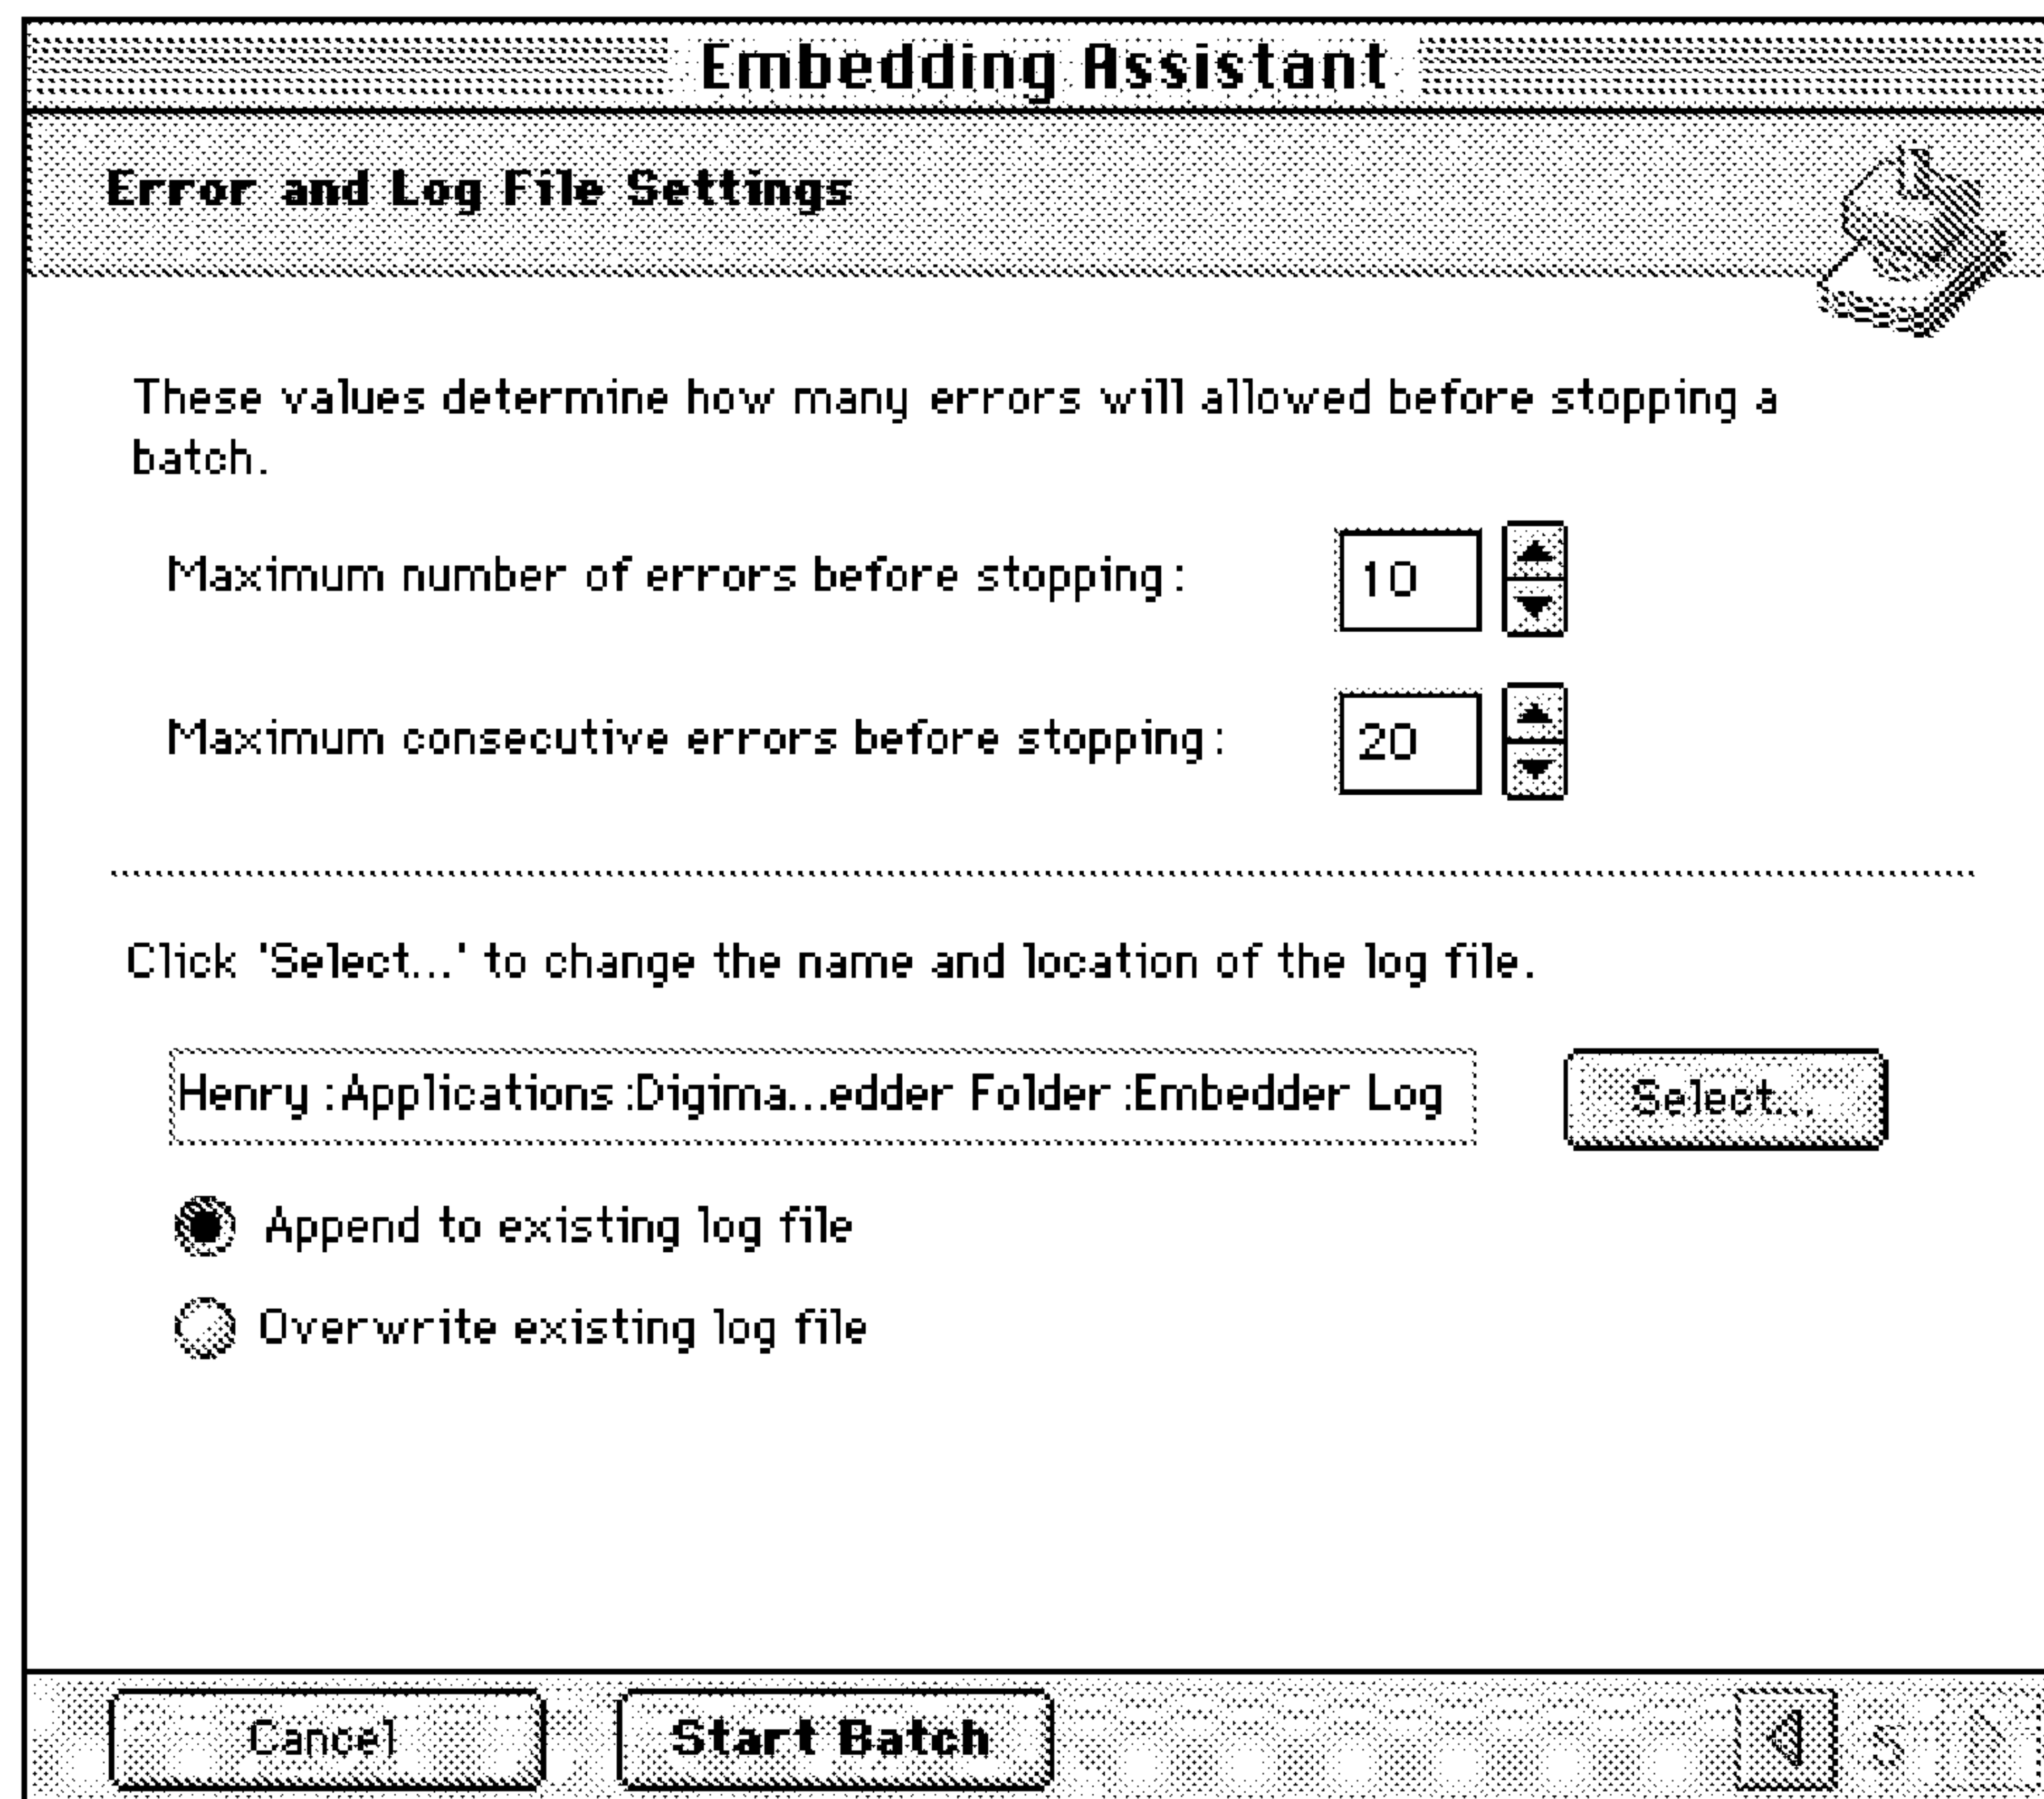 Embedding Assistant
Error and Log File Settings
These values determine how many errors will allowed before stopping a
batch.
Maximum number of errors before stopping:
10
Maximum consecutive errors before stopping:
20
Click 'Select...' to change the name and location of the log file.
Henry:Applications:Digima...edder Folder:Embedder Log
Select...
Append to existing log file
Overwrite existing log file
Cancel
Start Batch